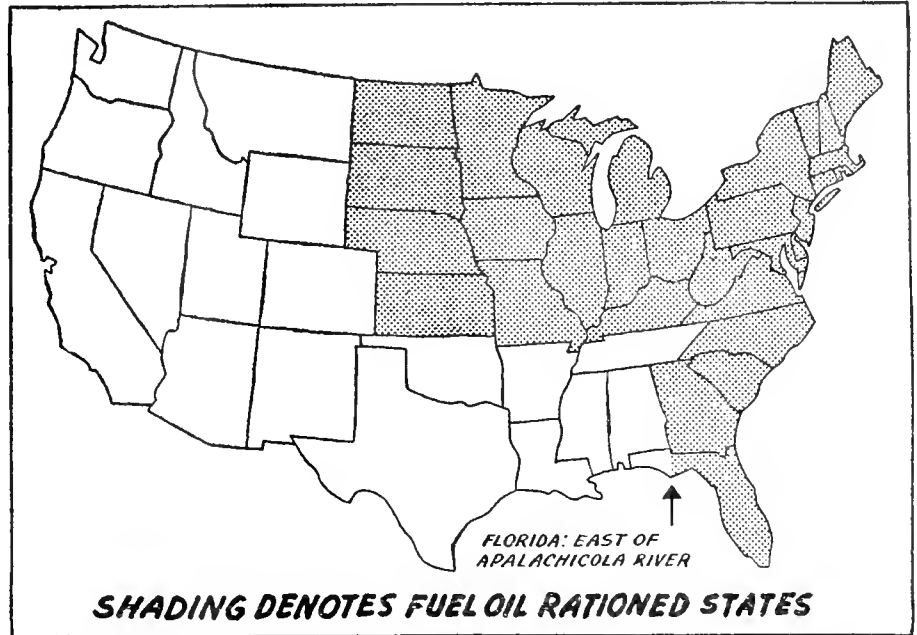 FLORIDA: EAST OF
APALACHICOLA RIVER
SHADING DENOTES FUEL OIL RATIONED STATES